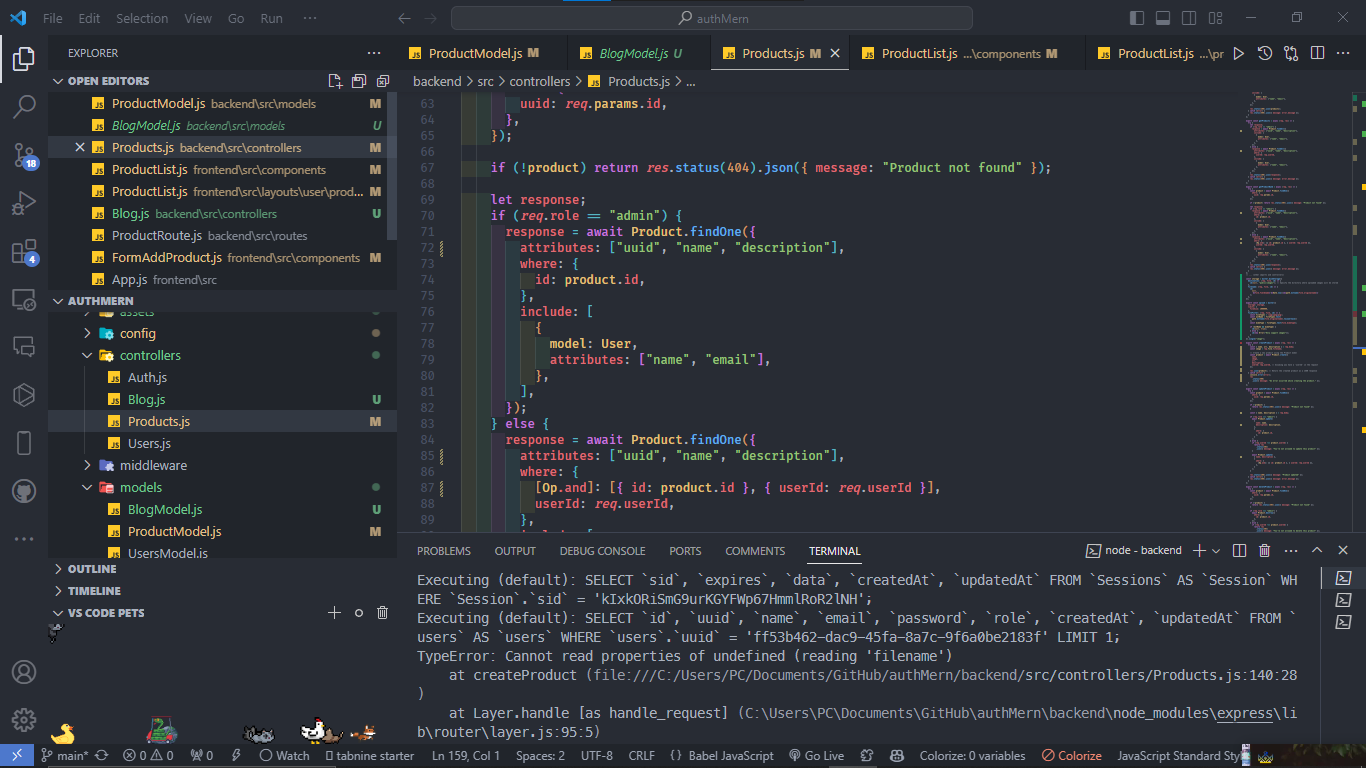 File Edit Selection View Go Run ··· authMern
EXPLORER ···
OPEN EDITORS
ProductModel.js backend\src\models M
BlogModel.js backend\src\models U
Products.js backend\src\controllers M
ProductList.js frontend\src\components M
ProductList.js frontend\src\layouts\user\prod... M
Blog.js backend\src\controllers U
ProductRoute.js backend\src\routes
FormAddProduct.js frontend\src\components M
App.js frontend\src
AUTHMERN
assets
config
controllers
Auth.js
Blog.js U
Products.js M
Users.js
middleware
models
BlogModel.js U
ProductModel.js M
UsersModel.js
OUTLINE
TIMELINE
VS CODE PETS
18
4
ProductModel.js M BlogModel.js U Products.js M ProductList.js ...\components M ProductList.js ...\pr
backend > src > controllers > Products.js > ...
63 uuid: req.params.id,
64 },
65 });
66
67 if (!product) return res.status(404).json({ message: "Product not found" });
68
69 let response;
70 if (req.role == "admin") {
71 response = await Product.findOne({
72 attributes: ["uuid", "name", "description"],
73 where: {
74 id: product.id,
75 },
76 include: [
77 {
78 model: User,
79 attributes: ["name", "email"],
80 },
81 ],
82 });
83 } else {
84 response = await Product.findOne({
85 attributes: ["uuid", "name", "description"],
86 where: {
87 [Op.and]: [{ id: product.id }, { userId: req.userId }],
88 userId: req.userId,
89 },
PROBLEMS OUTPUT DEBUG CONSOLE PORTS COMMENTS TERMINAL node - backend
Executing (default): SELECT `sid`, `expires`, `data`, `createdAt`, `updatedAt` FROM `Sessions` AS `Session` WH
ERE `Session`.`sid` = 'kIxkORiSmG9urKGYFWp67HmmlRoR2lNH';
Executing (default): SELECT `id`, `uuid`, `name`, `email`, `password`, `role`, `createdAt`, `updatedAt` FROM `
users` AS `users` WHERE `users`.`uuid` = 'ff53b462-dac9-45fa-8a7c-9f6a0be2183f' LIMIT 1;
TypeError: Cannot read properties of undefined (reading 'filename')
at createProduct (file:///C:/Users/PC/Documents/GitHub/authMern/backend/src/controllers/Products.js:140:28
)
at Layer.handle [as handle_request] (C:\Users\PC\Documents\GitHub\authMern\backend\node_modules\express\li
b\router\layer.js:95:5)
main* 0 0 0 Watch tabnine starter Ln 159, Col 1 Spaces: 2 UTF-8 CRLF {} Babel JavaScript Go Live Colorize: 0 variables Colorize JavaScript Standard Sty